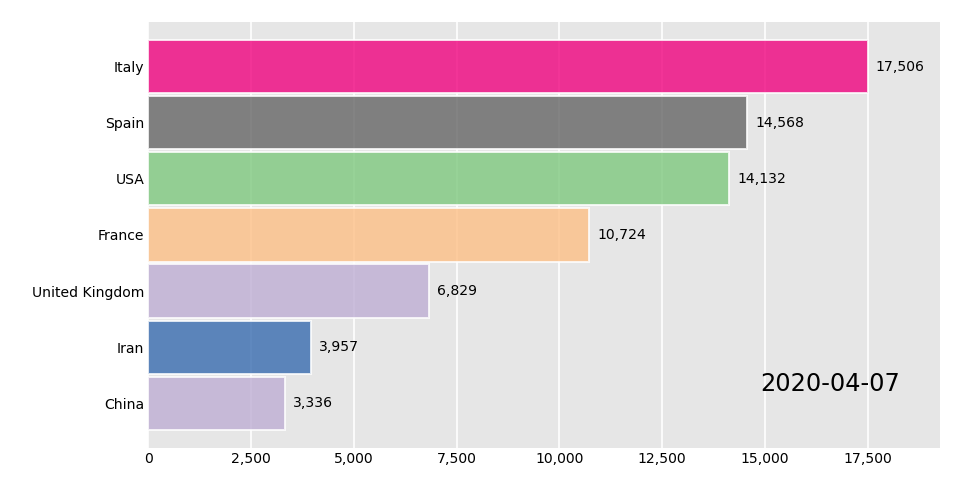 Italy 17,506
Spain 14,568
USA 14,132
France 10,724
United Kingdom 6,829
Iran 3,957
2020-04-07
China 3,336
0 2,500 5,000 7,500 10,000 12,500 15,000 17,500